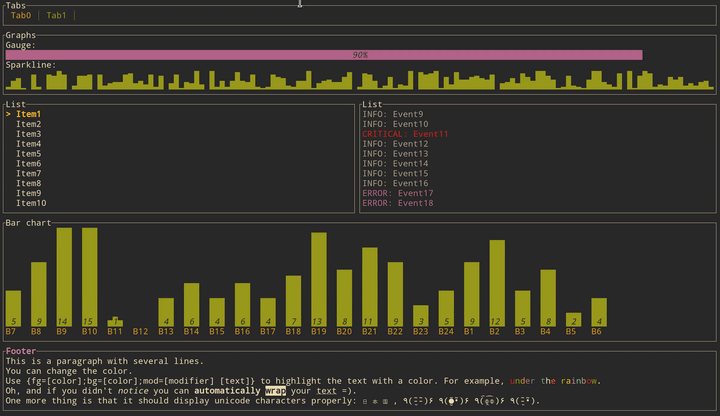 Tabs
Tab0 │ Tab1 │
Graphs
Gauge:
90%
Sparkline:
List
> Item1
Item2
Item3
Item4
Item5
Item6
Item7
Item8
Item9
Item10
List
INFO: Event9
INFO: Event10
CRITICAL: Event11
INFO: Event12
INFO: Event13
INFO: Event14
INFO: Event15
INFO: Event16
ERROR: Event17
ERROR: Event18
Bar chart
5 9 14 15 1 4 6 4 6 4 7 13 8 11 9 3 5 9 12 5 8 2 4
B7 B8 B9 B10 B11 B12 B13 B14 B15 B16 B17 B18 B19 B20 B21 B22 B23 B24 B1 B2 B3 B4 B5 B6
Footer
This is a paragraph with several lines.
You can change the color.
Use {fg=[color];bg=[color];mod=[modifier] [text]} to highlight the text with a color. For example, under the rainbow.
Oh, and if you didn't notice you can automatically wrap your text =).
One more thing is that it should display unicode characters properly: